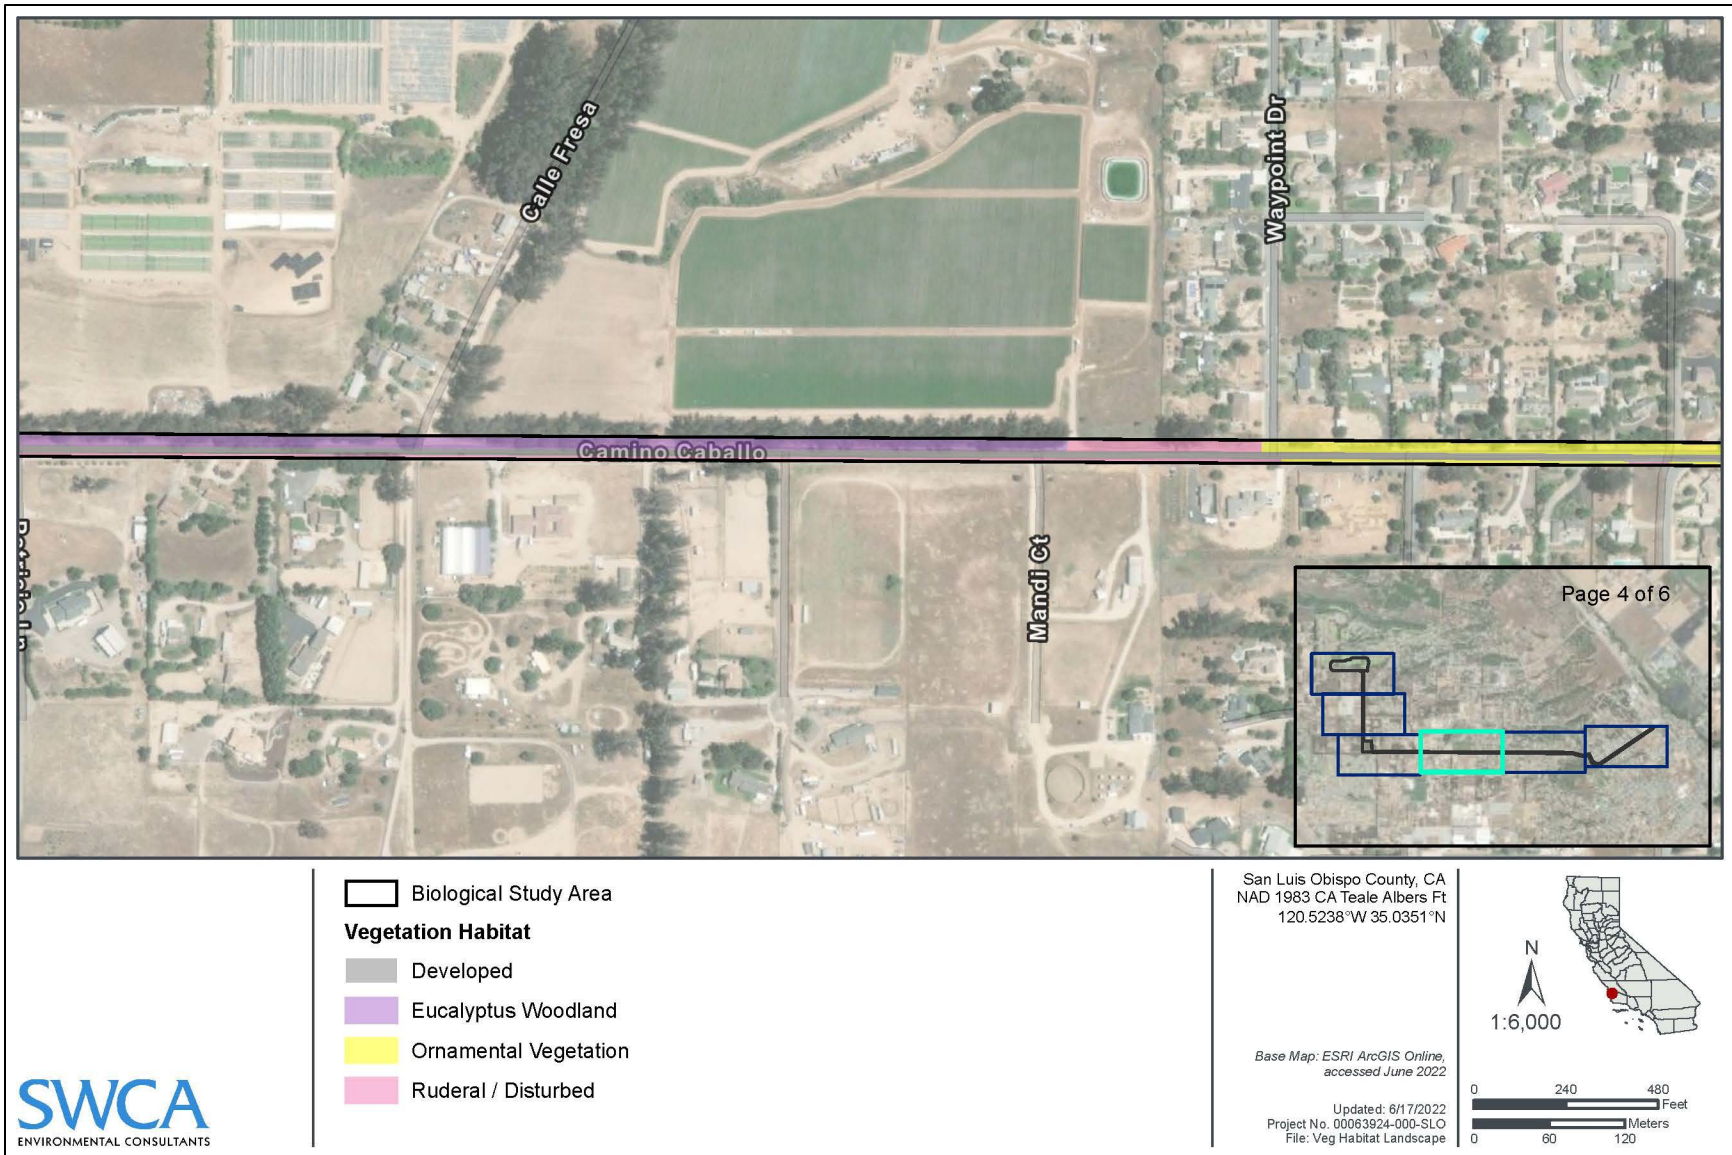 Calle Fresa
Waypoint Dr
Camino Caballo
Mandi Ct
Page 4 of 6
Biological Study Area
Vegetation Habitat
Developed
Eucalyptus Woodland
Ornamental Vegetation
Ruderal / Disturbed
San Luis Obispo County, CA
NAD 1983 CA Teale Albers Ft
120.5238°W 35.0351°N
N
1:6,000
Base Map: ESRI ArcGIS Online,
accessed June 2022
Updated: 6/17/2022
Project No. 00063924-000-SLO
File: Veg Habitat Landscape
0 240 480
Feet
Meters
0 60 120
SWCA
ENVIRONMENTAL CONSULTANTS